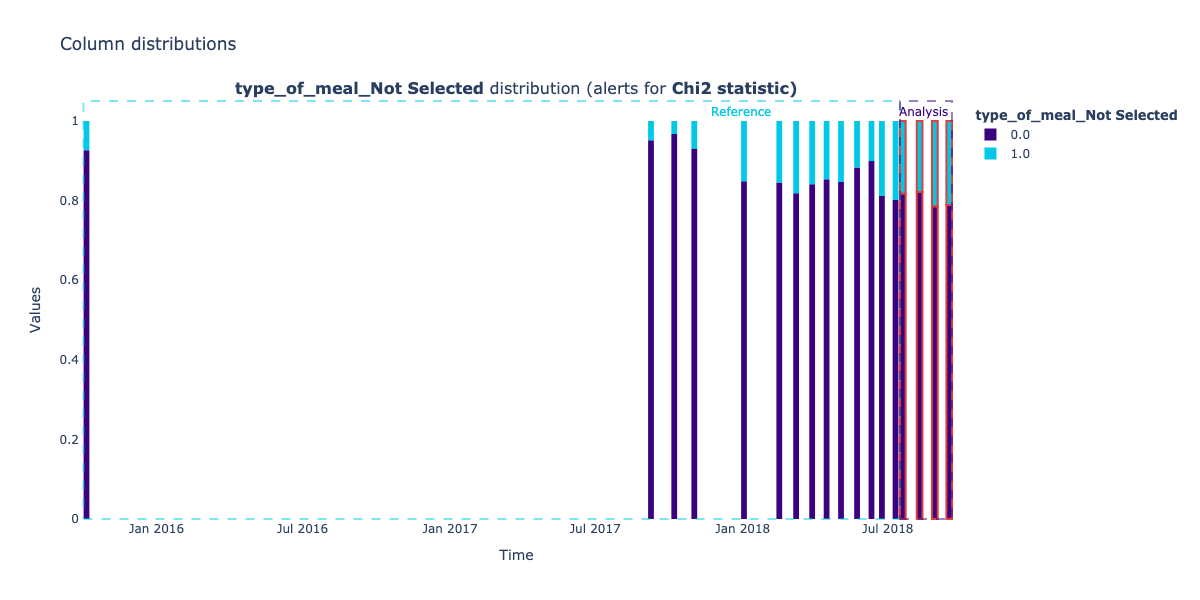 Column distributions
type_of_meal_Not Selected distribution (alerts for Chi2 statistic)
Reference
Analysis
type_of_meal_Not Selected
0.0
1.0
1
0.8
0.6
0.4
0.2
0
Values
Jan 2016
Jul 2016
Jan 2017
Jul 2017
Jan 2018
Jul 2018
Time